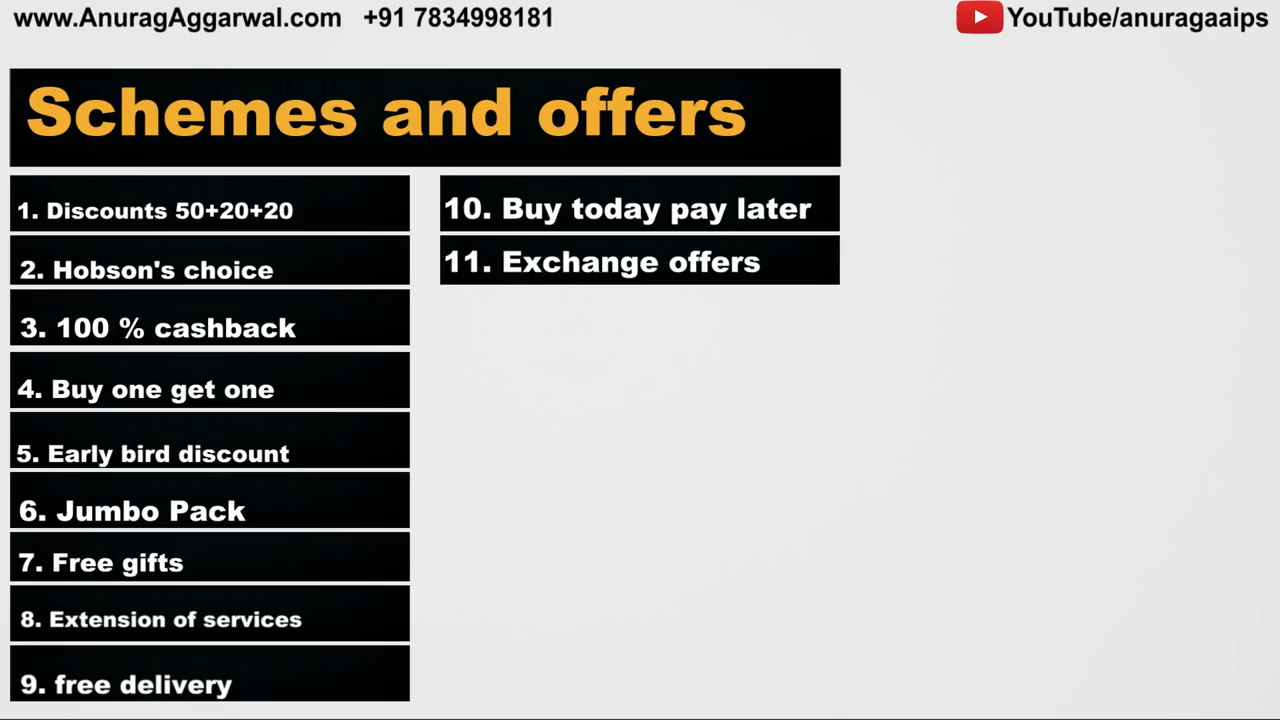 www.AnuragAggarwal.com +91 7834998181
YouTube/anuragaaips
Schemes and offers
1. Discounts 50+20+20
2. Hobson's choice
3. 100 % cashback
4. Buy one get one
5. Early bird discount
6. Jumbo Pack
7. Free gifts
8. Extension of services
9. free delivery
10. Buy today pay later
11. Exchange offers